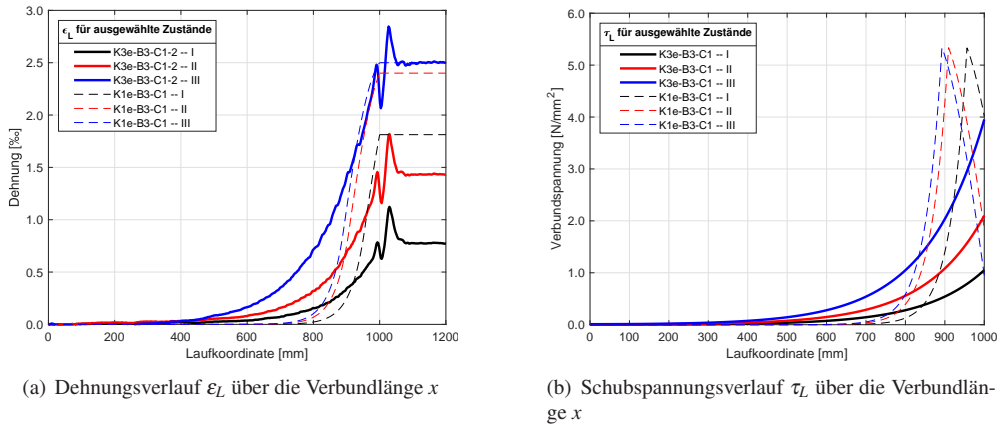 ϵL für ausgewählte Zustände
K3e-B3-C1-2 -- I
K3e-B3-C1-2 -- II
K3e-B3-C1-2 -- III
K1e-B3-C1 -- I
K1e-B3-C1 -- II
K1e-B3-C1 -- III
Dehnung [‰]
3.0
2.5
2.0
1.5
1.0
0.5
0.0
0 200 400 600 800 1000 1200
Laufkoordinate [mm]
(a) Dehnungsverlauf εL über die Verbundlänge x
τL für ausgewählte Zustände
K3e-B3-C1 -- I
K3e-B3-C1 -- II
K3e-B3-C1 -- III
K1e-B3-C1 -- I
K1e-B3-C1 -- II
K1e-B3-C1 -- III
Verbundspannung [N/mm²]
6.0
5.0
4.0
3.0
2.0
1.0
0.0
0 100 200 300 400 500 600 700 800 900 1000
Laufkoordinate [mm]
(b) Schubspannungsverlauf τL über die Verbundlän-
ge x